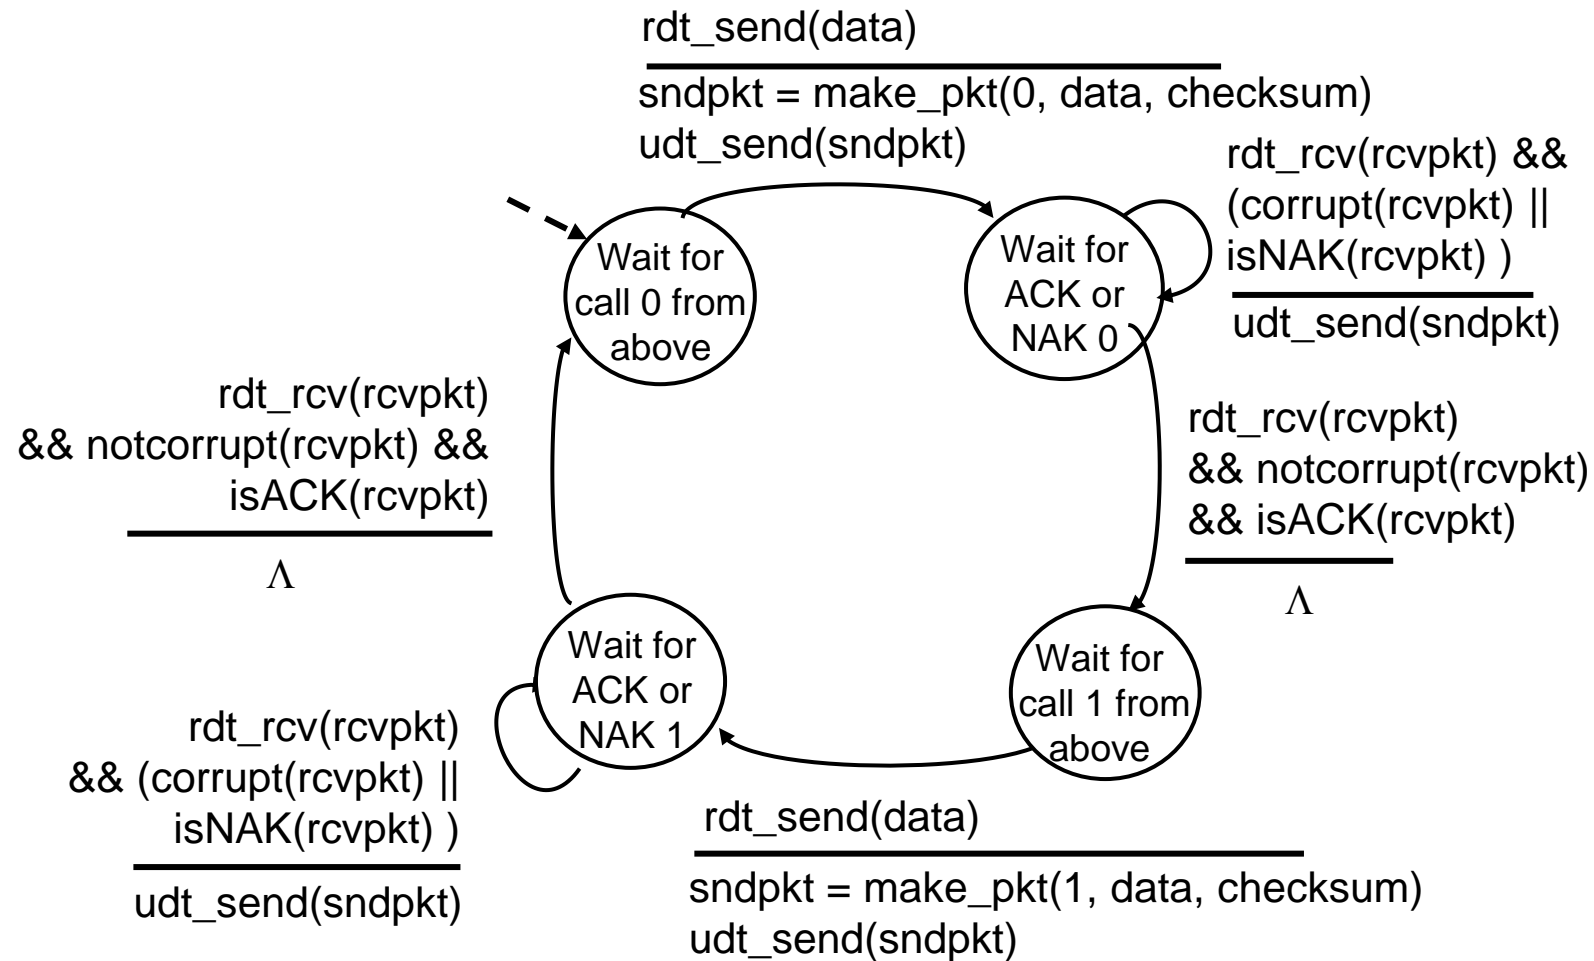 rdt_send(data)
sndpkt = make_pkt(0, data, checksum)
udt_send(sndpkt)
rdt_rcv(rcvpkt) &&
(corrupt(rcvpkt) ||
isNAK(rcvpkt) )
udt_send(sndpkt)
Wait for
call 0 from
above
Wait for
ACK or
NAK 0
rdt_rcv(rcvpkt)
&& notcorrupt(rcvpkt) &&
isACK(rcvpkt)
Λ
rdt_rcv(rcvpkt)
&& notcorrupt(rcvpkt)
&& isACK(rcvpkt)
Λ
Wait for
ACK or
NAK 1
Wait for
call 1 from
above
rdt_rcv(rcvpkt)
&& (corrupt(rcvpkt) ||
isNAK(rcvpkt) )
udt_send(sndpkt)
rdt_send(data)
sndpkt = make_pkt(1, data, checksum)
udt_send(sndpkt)